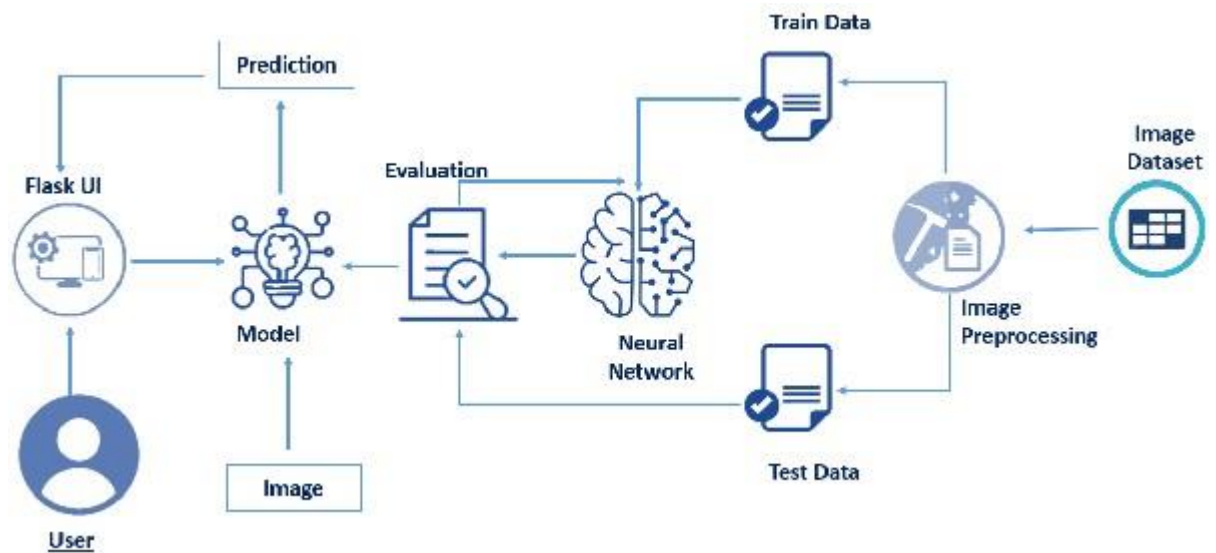 Train Data
Prediction
Image
Dataset
Evaluation
Flask UI
Image
Preprocessing
Model
Neural
Network
Test Data
Image
User